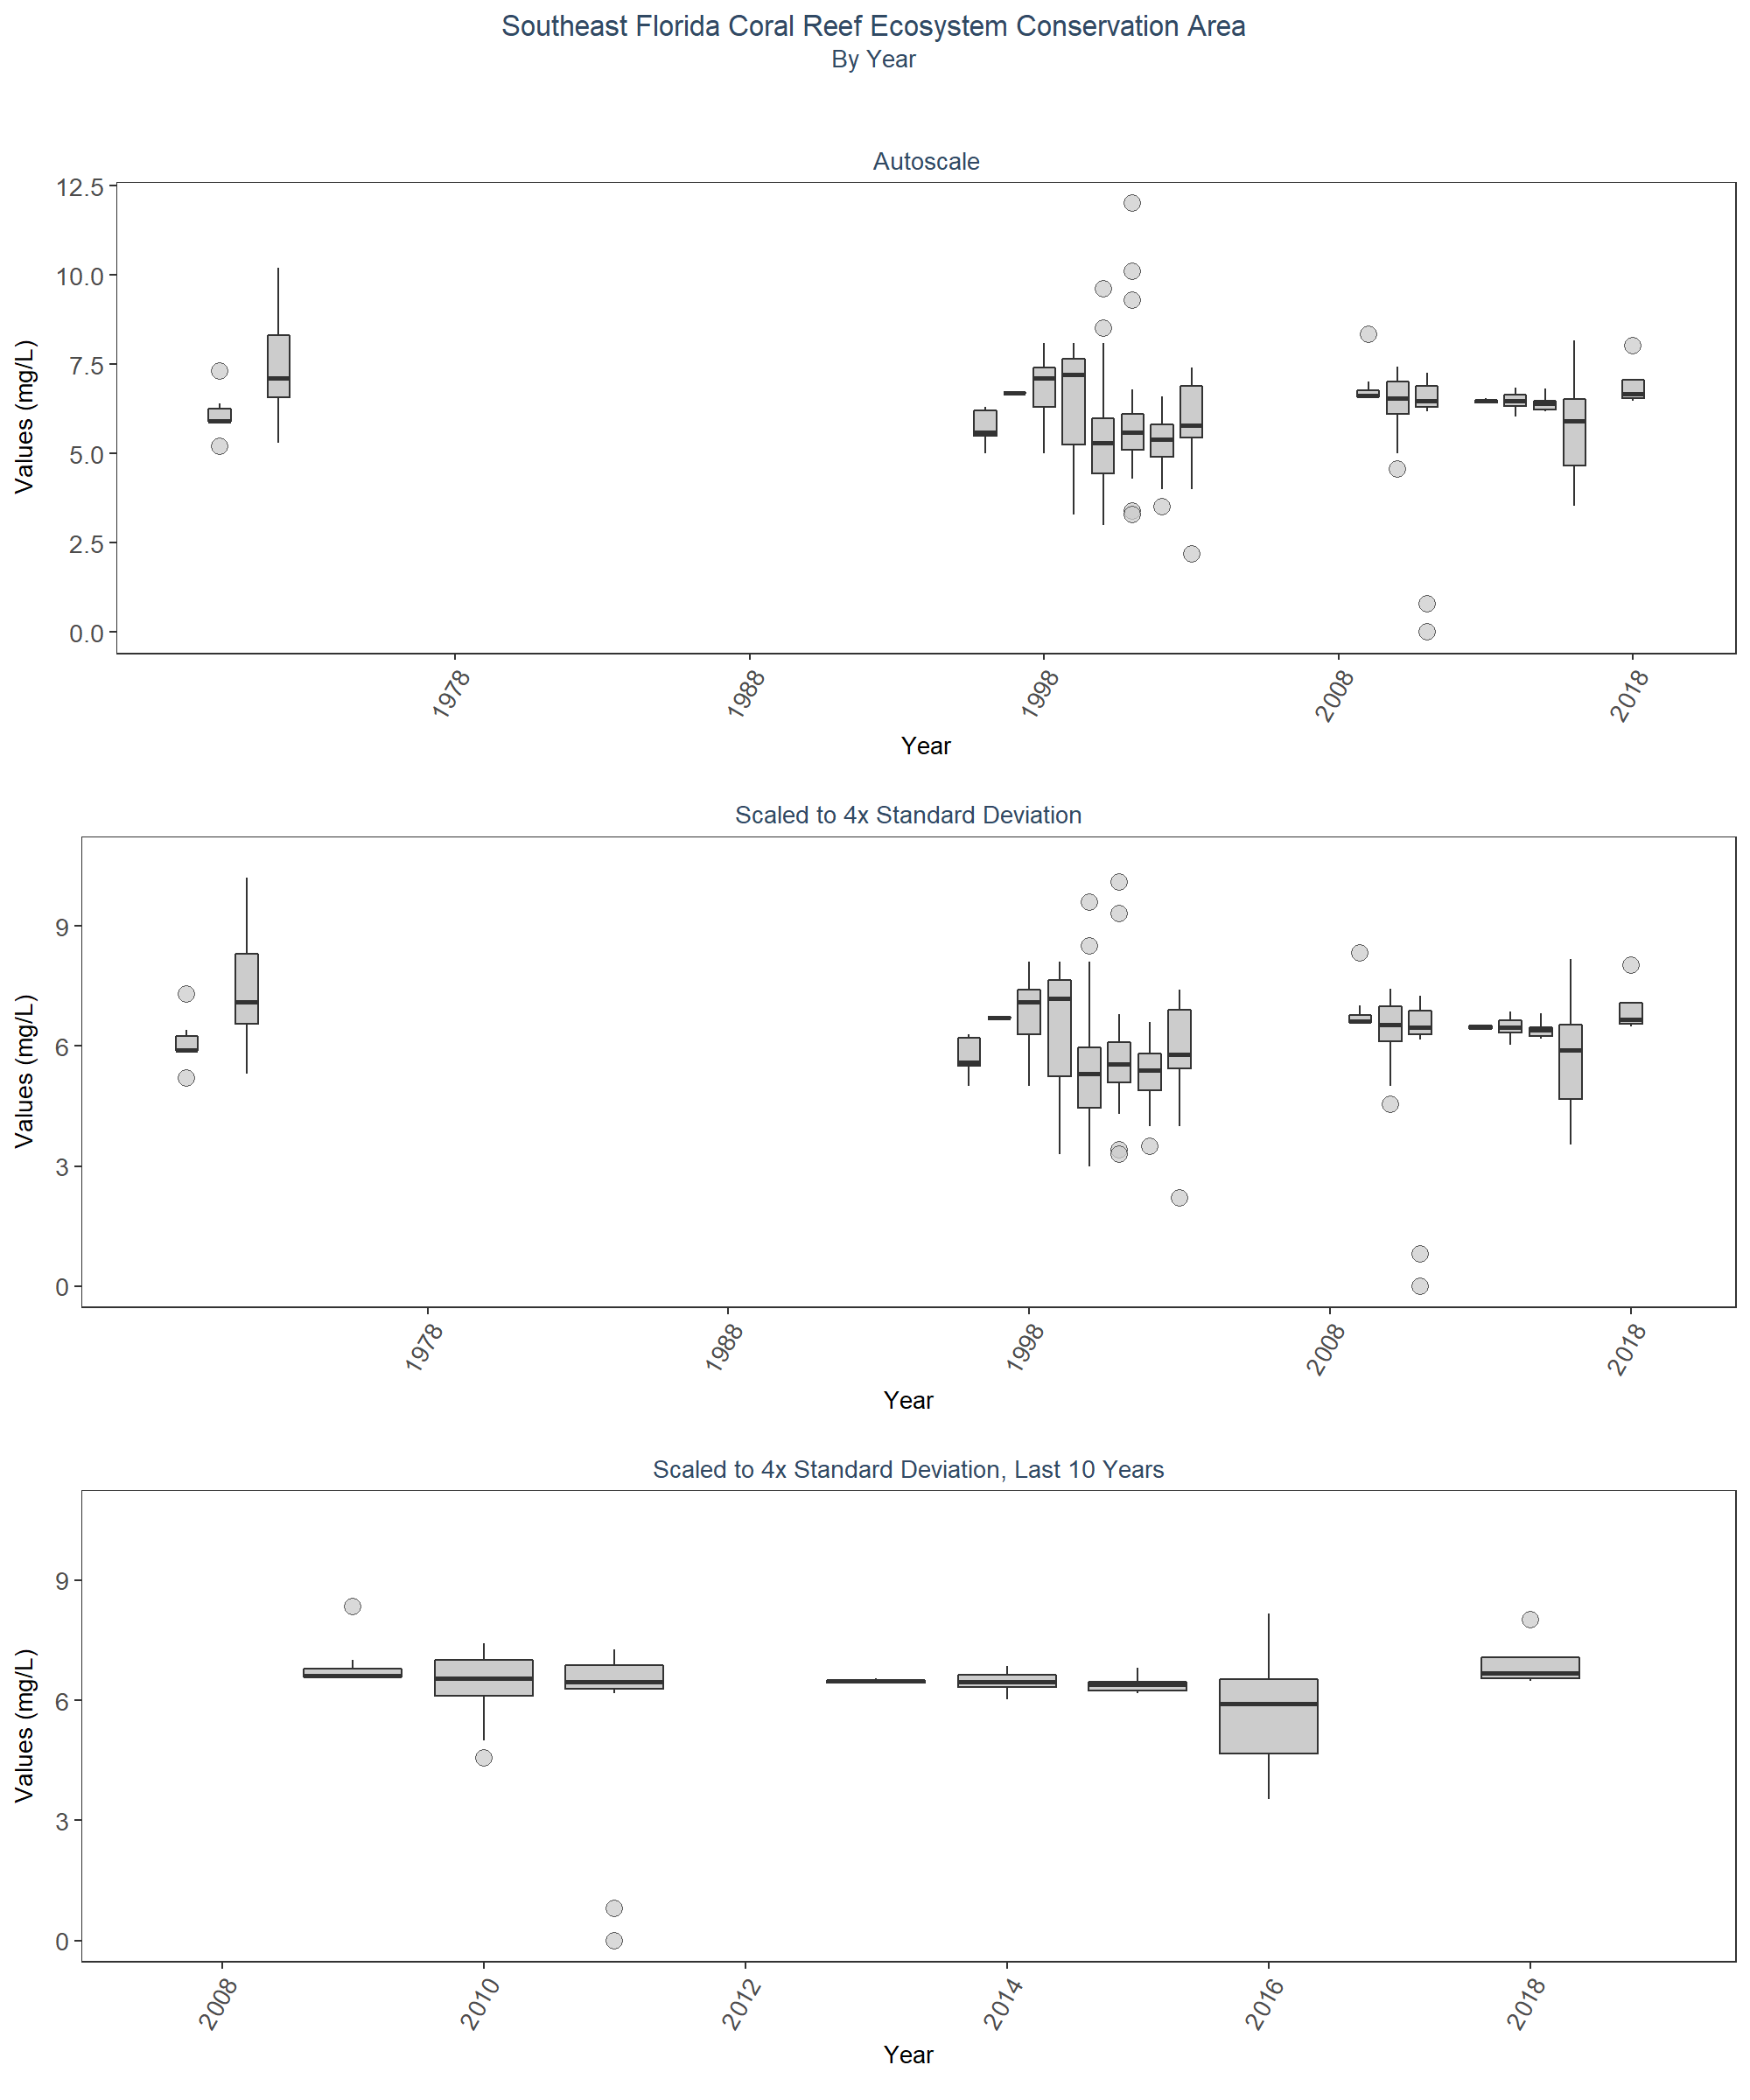 Southeast Florida Coral Reef Ecosystem Conservation Area
By Year
Autoscale
12.5
10.0
7.5
5.0
2.5
0.0
Values (mg/L)
1978
1988
1998
2008
2018
Year
Scaled to 4x Standard Deviation
9
6
3
0
Values (mg/L)
1978
1988
1998
2008
2018
Year
Scaled to 4x Standard Deviation, Last 10 Years
9
6
3
0
Values (mg/L)
2008
2010
2012
2014
2016
2018
Year